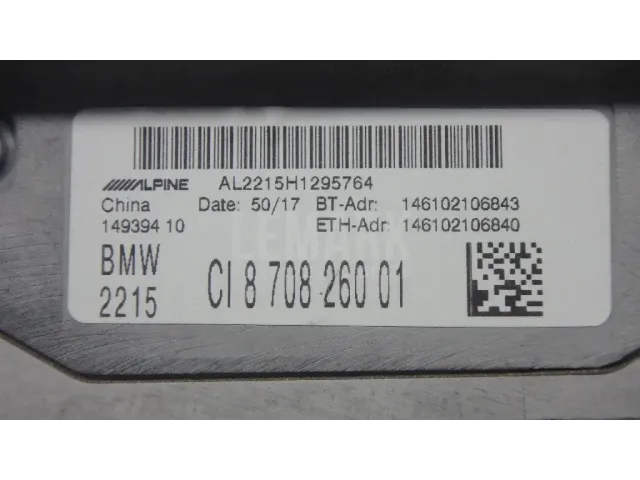 ALPINE AL2215H1295764
China Date: 50/17 BT-Adr: 146102106843
149394 10 ETH-Adr: 146102106840
LEMARK
BMW
2215 CI 8 708 260 01